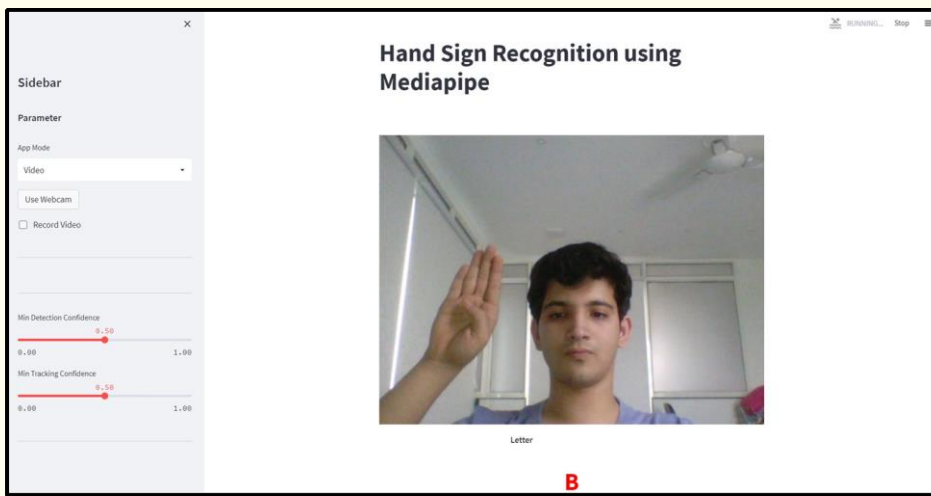 ×
RUNNING... Stop ≡
Hand Sign Recognition using
Mediapipe
Sidebar
Parameter
App Mode
Video
Use Webcam
Record Video
Min Detection Confidence
0.50
0.00 1.00
Min Tracking Confidence
0.50
0.00 1.00
Letter
B